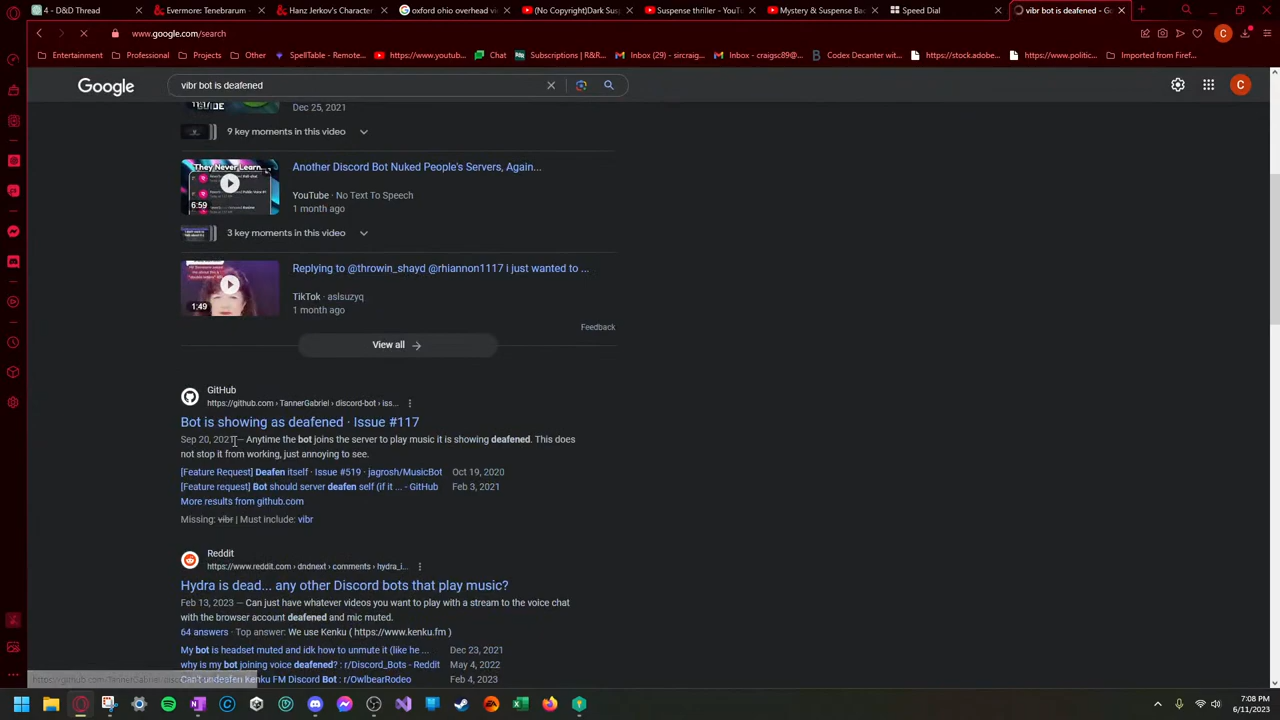 4 - D&D Thread
Evermore: Tenebrarum
Hanz Jerkov's Character
oxford ohio overhead vi
(No Copyright)Dark Sus
Suspense thriller - YouT
Mystery & Suspense Ba
Speed Dial
vibr bot is deafened - Go
www.google.com/search
Entertainment
Professional
Projects
SpellTable - Remote...
https://www.youtub...
Chat
Subscriptions | R&R...
Inbox (29) - sircraig...
Inbox - craigsc89@g...
Codex Decanter wit...
https://stock.adobe...
https://www.politic...
Imported from Firef...
Google
vibr bot is deafened
C
Dec 25, 2021
9 key moments in this video
They Never Learn...
6:59
Another Discord Bot Nuked People's Servers, Again...
YouTube · No Text To Speech
1 month ago
3 key moments in this video
1:49
Replying to @throwin_shayd @rhiannon1117 i just wanted to ...
TikTok · aslsuzyq
1 month ago
Feedback
View all
GitHub
https://github.com › TannerGabriel › discord-bot › iss...
Bot is showing as deafened · Issue #117
Sep 20, 2021 — Anytime the bot joins the server to play music it is showing deafened. This does
not stop it from working, just annoying to see.
[Feature Request] Deafen itself · Issue #519 · jagrosh/MusicBot Oct 19, 2020
[Feature request] Bot should server deafen self (if it ... - GitHub Feb 3, 2021
More results from github.com
Missing: vibr | Must include: vibr
Reddit
https://www.reddit.com › dndnext › comments › hydra_i...
Hydra is dead... any other Discord bots that play music?
Feb 13, 2023 — Can just have whatever videos you want to play with a stream to the voice chat
with the browser account deafened and mic muted.
64 answers · Top answer: We use Kenku ( https://www.kenku.fm )
My bot is headset muted and idk how to unmute it (like he ... Dec 23, 2021
why is my bot joining voice deafened? : r/Discord_Bots - Reddit May 4, 2022
Can't undeafen Kenku FM Discord Bot : r/OwlbearRodeo Feb 4, 2023
https://github.com/TannerGabriel/disc
7:08 PM
6/11/2023